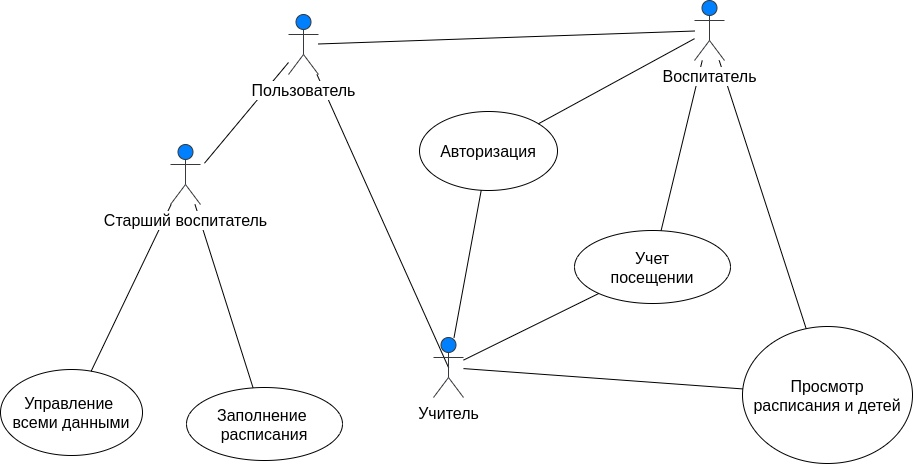 Воспитатель
Пользователь
Авторизация
Старший воспитатель
Учет
посещении
Просмотр
расписания и детей
Управление
всеми данными
Заполнение
расписания
Учитель